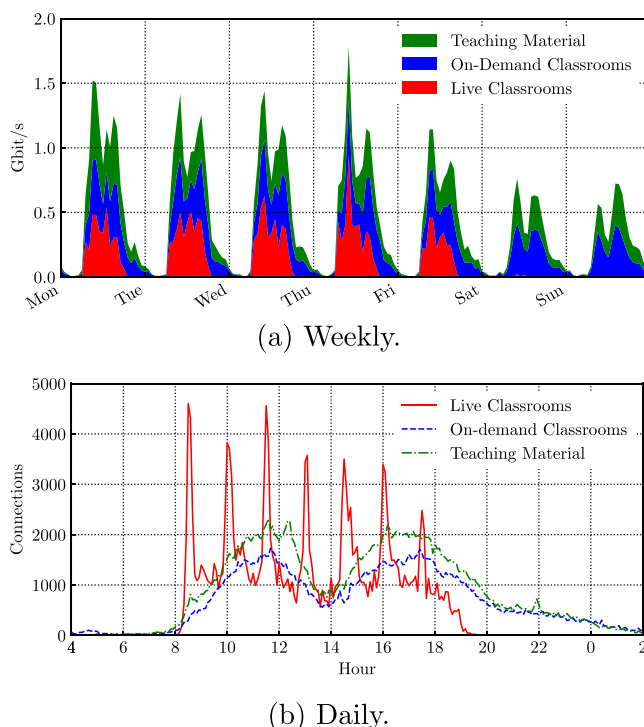 2.0
Teaching Material
On-Demand Classrooms
1.5
Live Classrooms
Gbit/s
1.0
0.5
0.0
Mon Tue Wed Thu Fri Sat Sun
(a) Weekly.
5000
Live Classrooms
4000
On-demand Classrooms
Teaching Material
Connections
3000
2000
1000
0
4 6 8 10 12 14 16 18 20 22 0 2
Hour
(b) Daily.